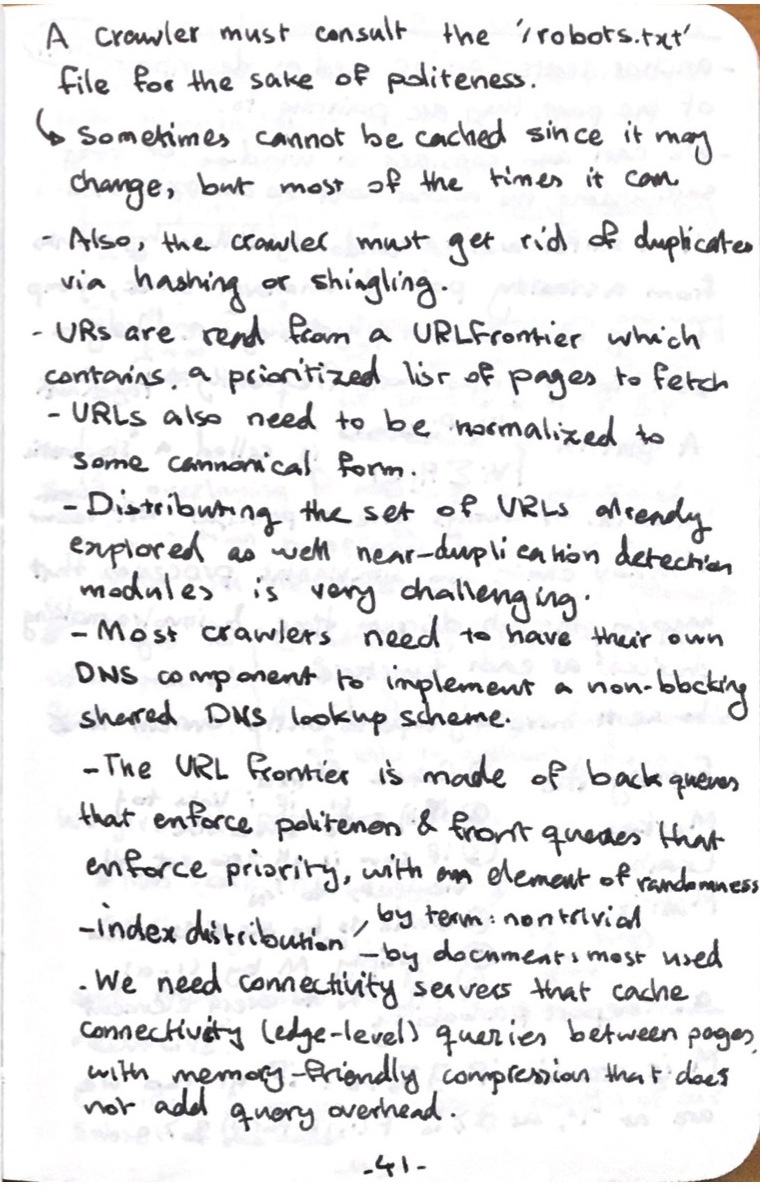 A crawler must consult the '/robots.txt'
file for the sake of politeness.
↳ Sometimes cannot be cached since it may
change, but most of the times it can
- Also, the crawler must get rid of duplicates
via hashing or shingling.
- URs are read from a URLFrontier which
contains a prioritized list of pages to fetch
- URLs also need to be normalized to
some cannonical form.
- Distributing the set of URLs already
explored as well near-duplication detection
modules is very challenging.
- Most crawlers need to have their own
DNS component to implement a non-blocking
shared DNS lookup scheme.
- The URL Frontier is made of back queues
that enforce politeness & front queues that
enforce priority, with an element of randomness
- index distribution / by term: nontrivial
- by document: most used
. We need connectivity servers that cache
connectivity (edge-level) queries between pages,
with memory-friendly compression that does
not add query overhead.
- 41 -